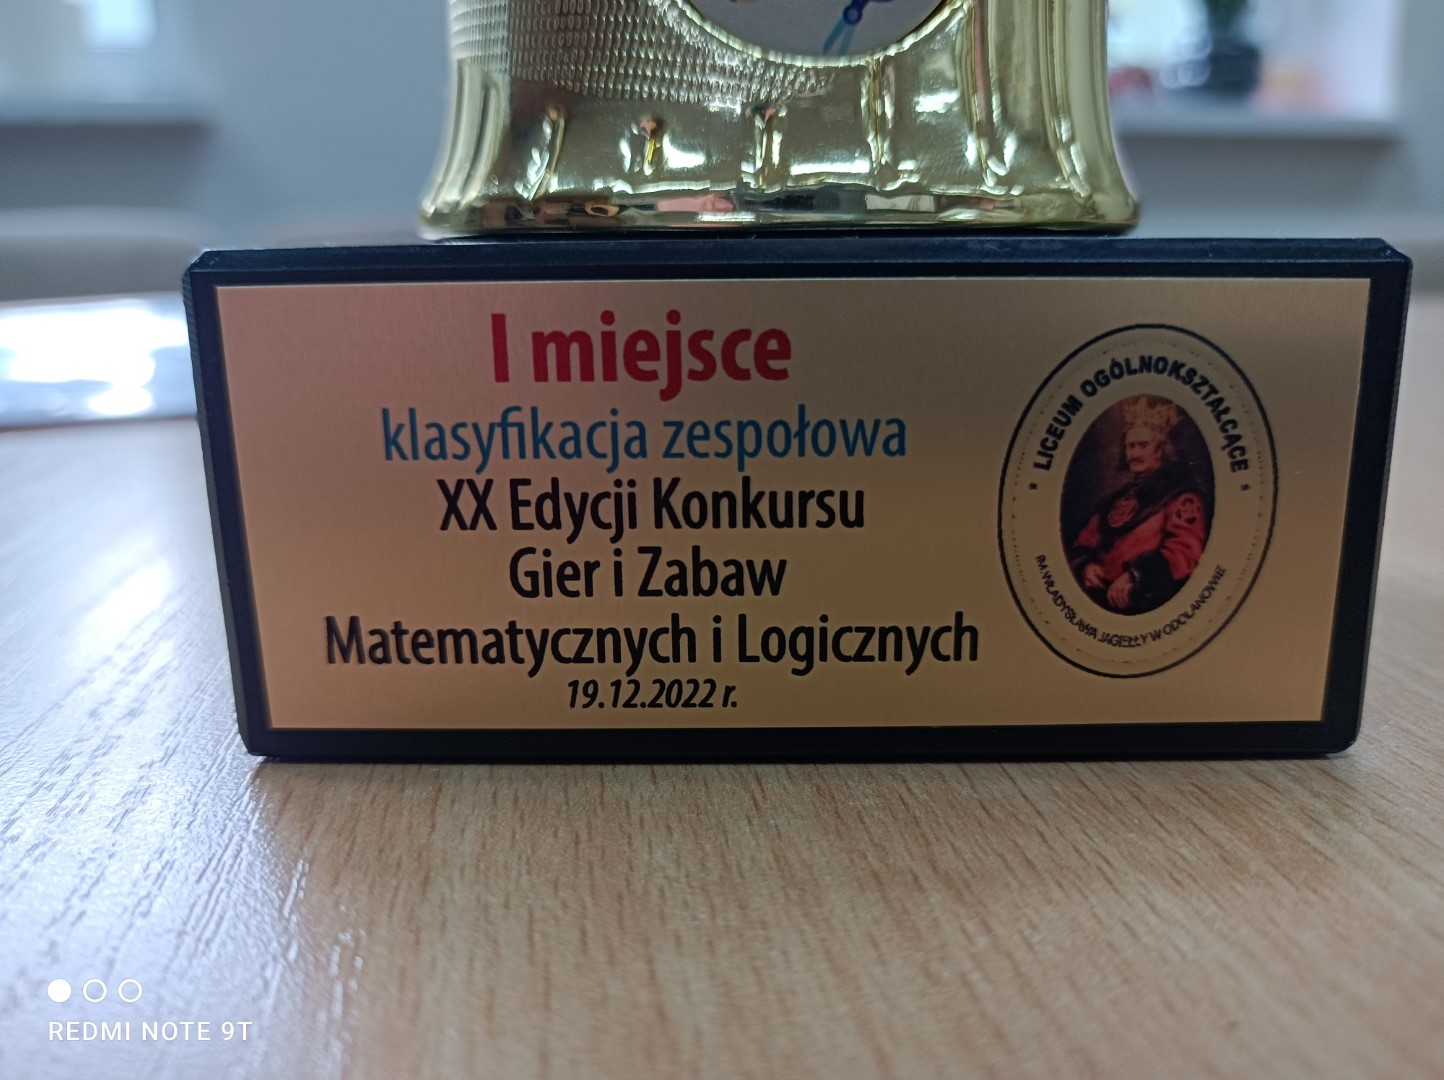 I miejsce
klasyfikacja zespołowa
XX Edycji Konkursu
Gier i Zabaw
Matematycznych i Logicznych
19.12.2022 r.
* LICEUM OGÓLNOKSZTAŁCĄCE *
IM. WŁADYSŁAWA JAGIEŁŁY W ODOLANOWIE
REDMI NOTE 9T